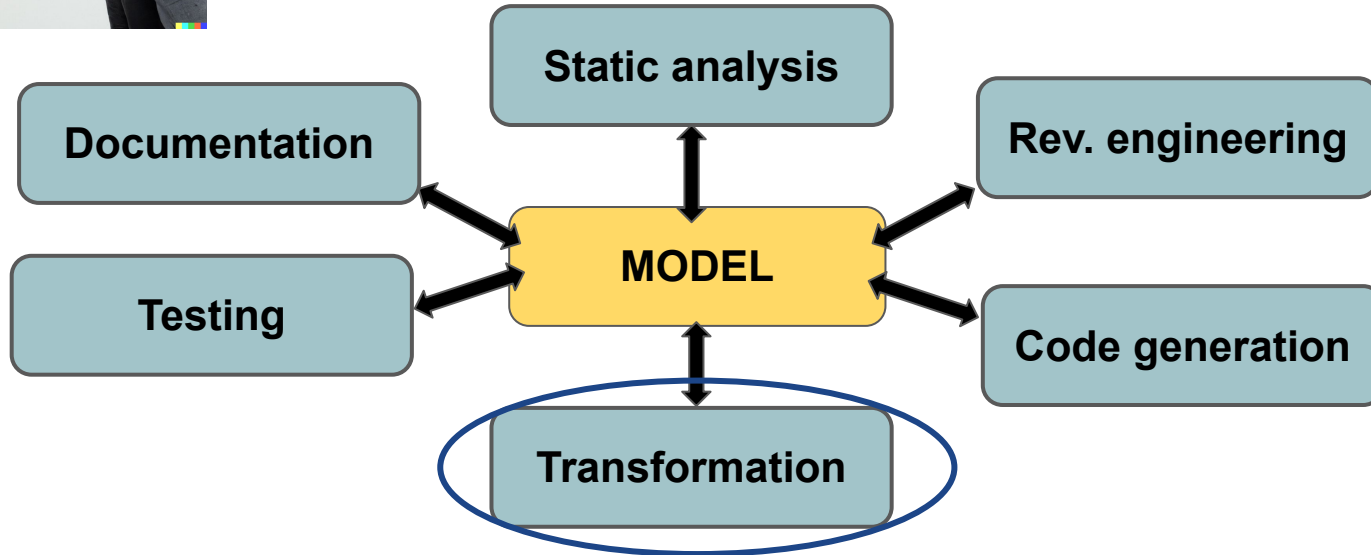 Static analysis
Documentation
Rev. engineering
MODEL
Testing
Code generation
Transformation